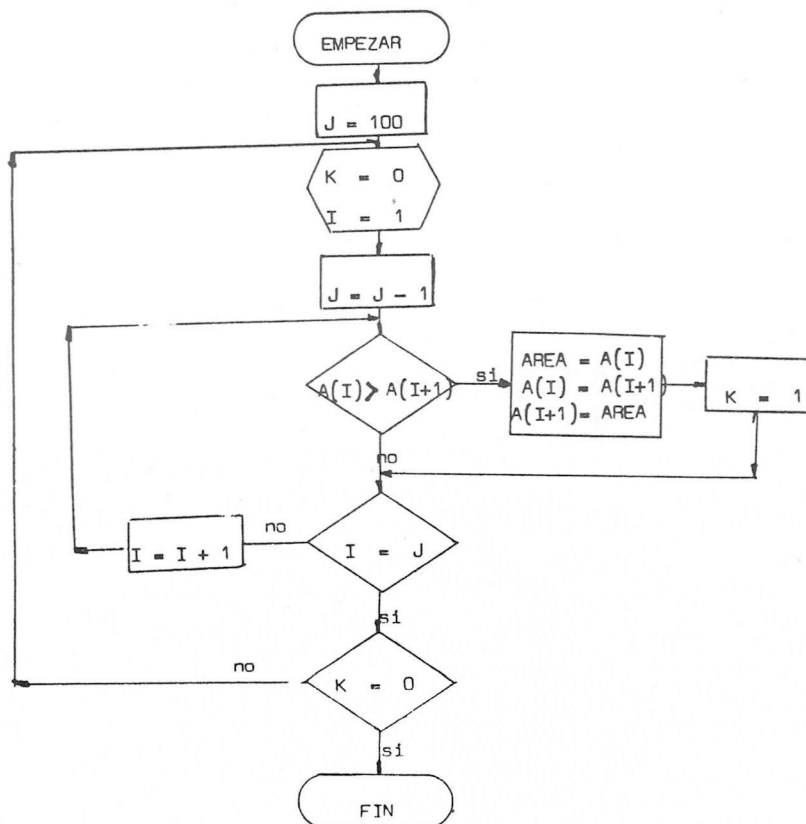 EMPEZAR
J = 100
K = 0
I = 1
J = J - 1
A(I) > A(I+1)
si
AREA = A(I)
A(I) = A(I+1)
A(I+1)= AREA
K = 1
no
I = J
no
I = I + 1
si
K = 0
no
si
FIN